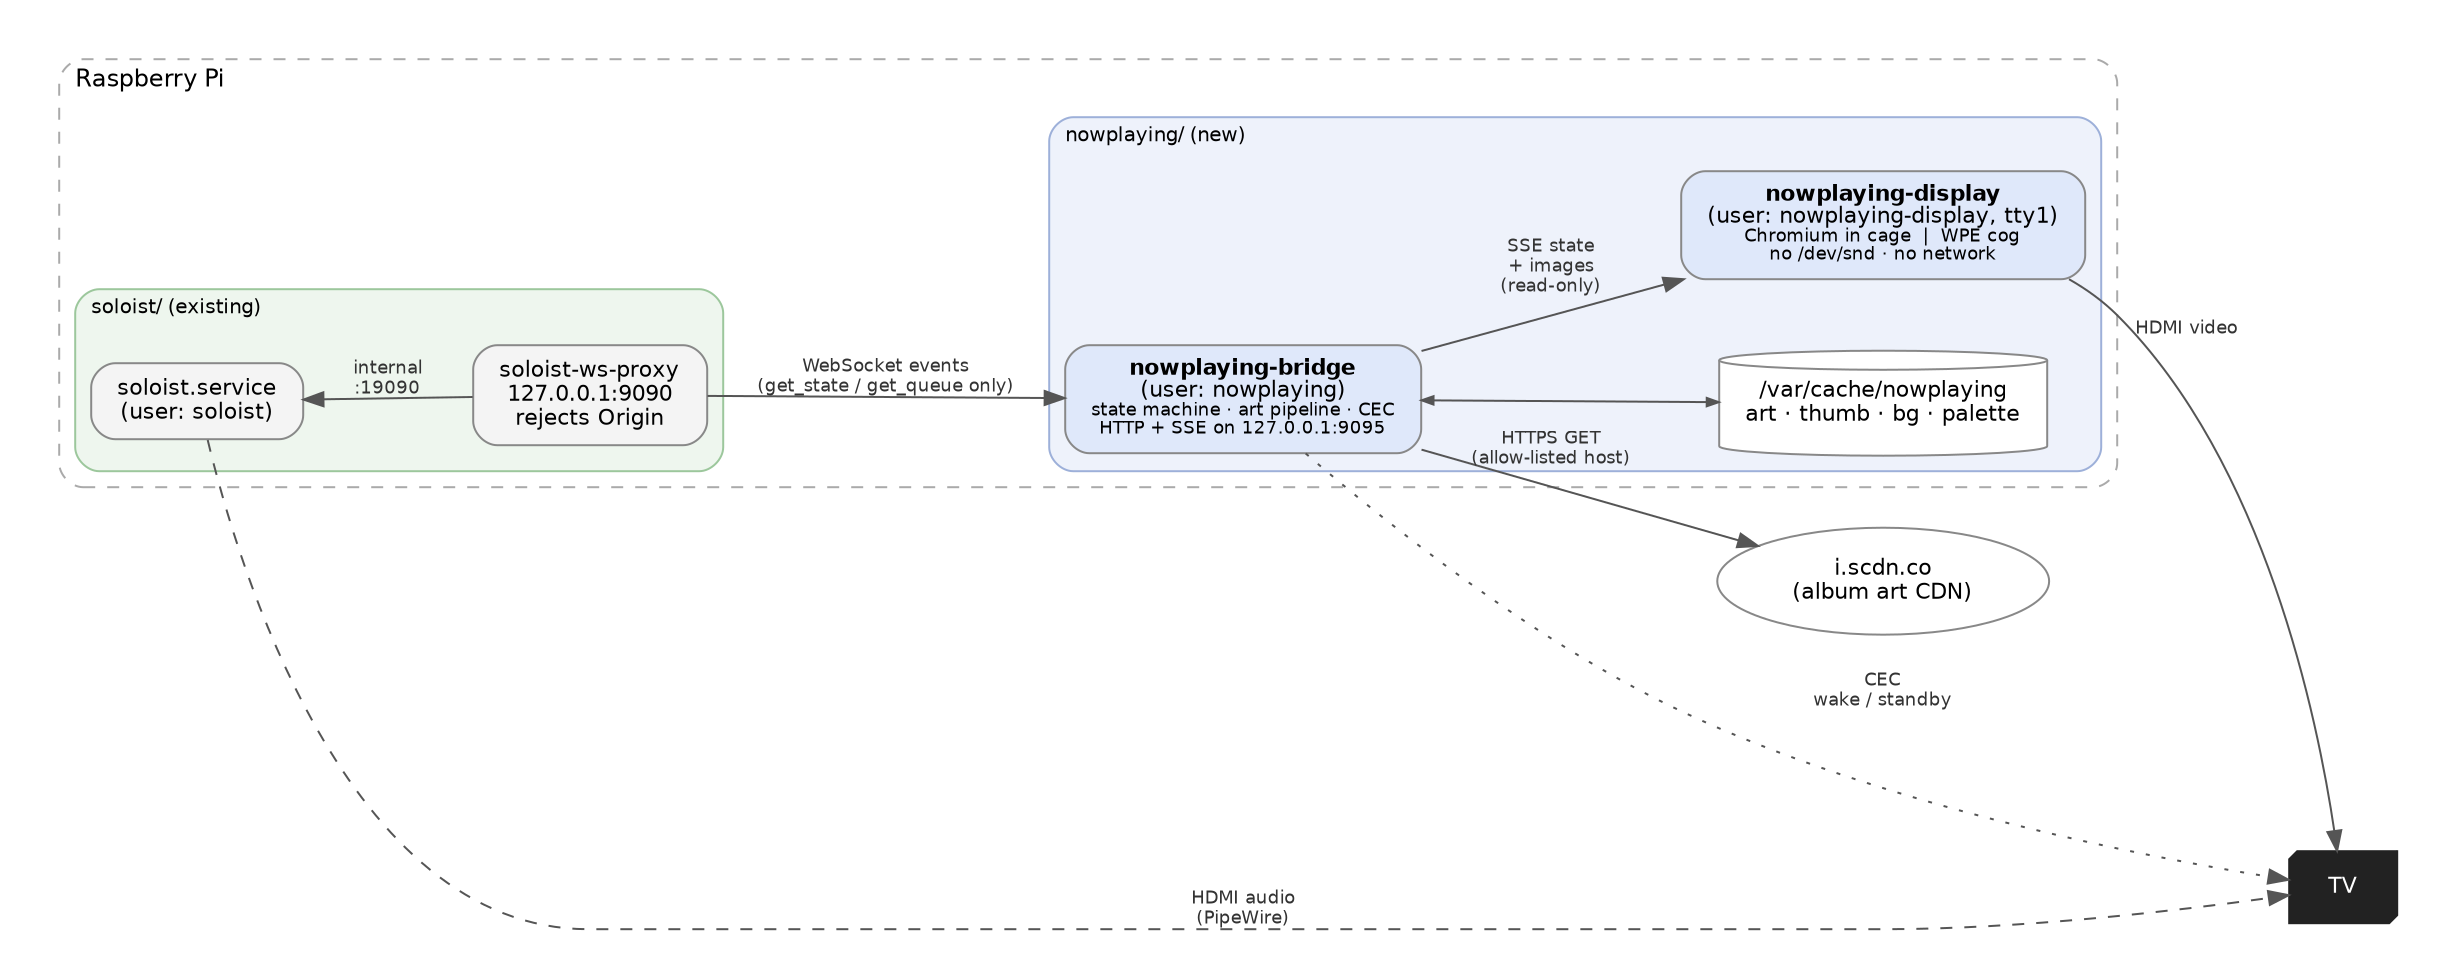 Raspberry Pi
soloist/ (existing)
soloist.service
(user: soloist)
internal
:19090
soloist-ws-proxy
127.0.0.1:9090
rejects Origin
WebSocket events
(get_state / get_queue only)
nowplaying/ (new)
nowplaying-bridge
(user: nowplaying)
state machine · art pipeline · CEC
HTTP + SSE on 127.0.0.1:9095
SSE state
+ images
(read-only)
nowplaying-display
(user: nowplaying-display, tty1)
Chromium in cage | WPE cog
no /dev/snd · no network
/var/cache/nowplaying
art · thumb · bg · palette
HTTPS GET
(allow-listed host)
i.scdn.co
(album art CDN)
HDMI video
CEC
wake / standby
HDMI audio
(PipeWire)
TV